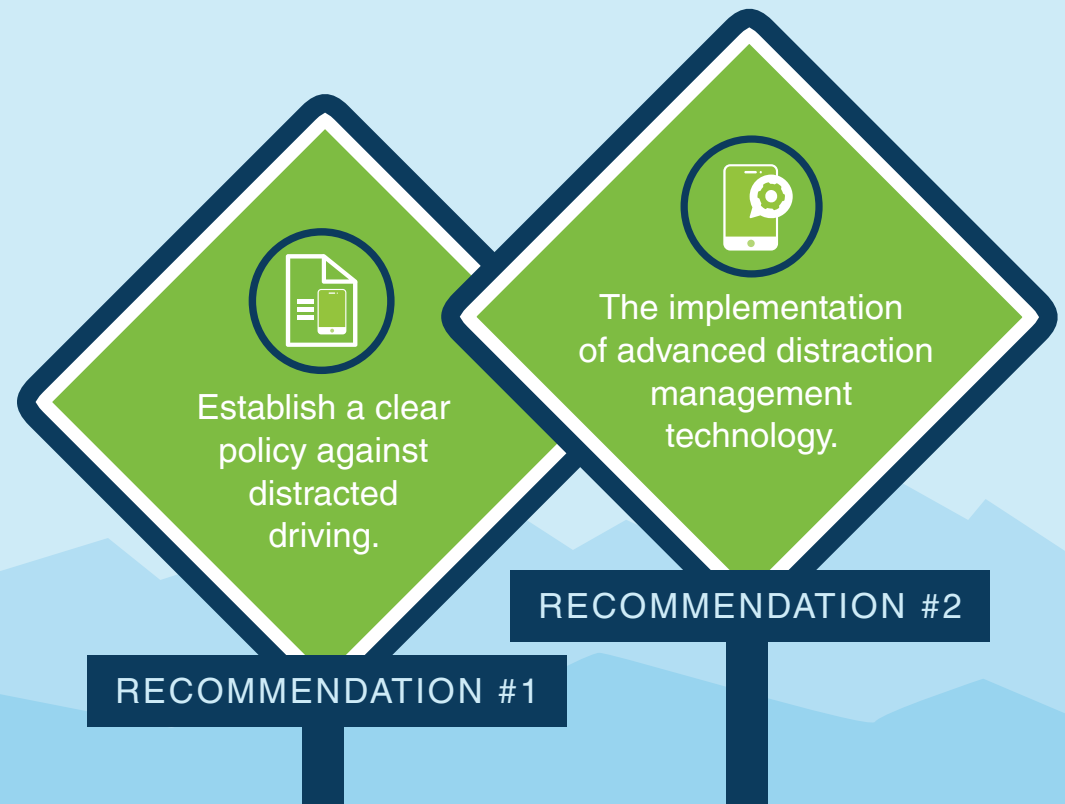 Establish a clear
policy against
distracted
driving.
RECOMMENDATION #1
The implementation
of advanced distraction
management
technology.
RECOMMENDATION #2